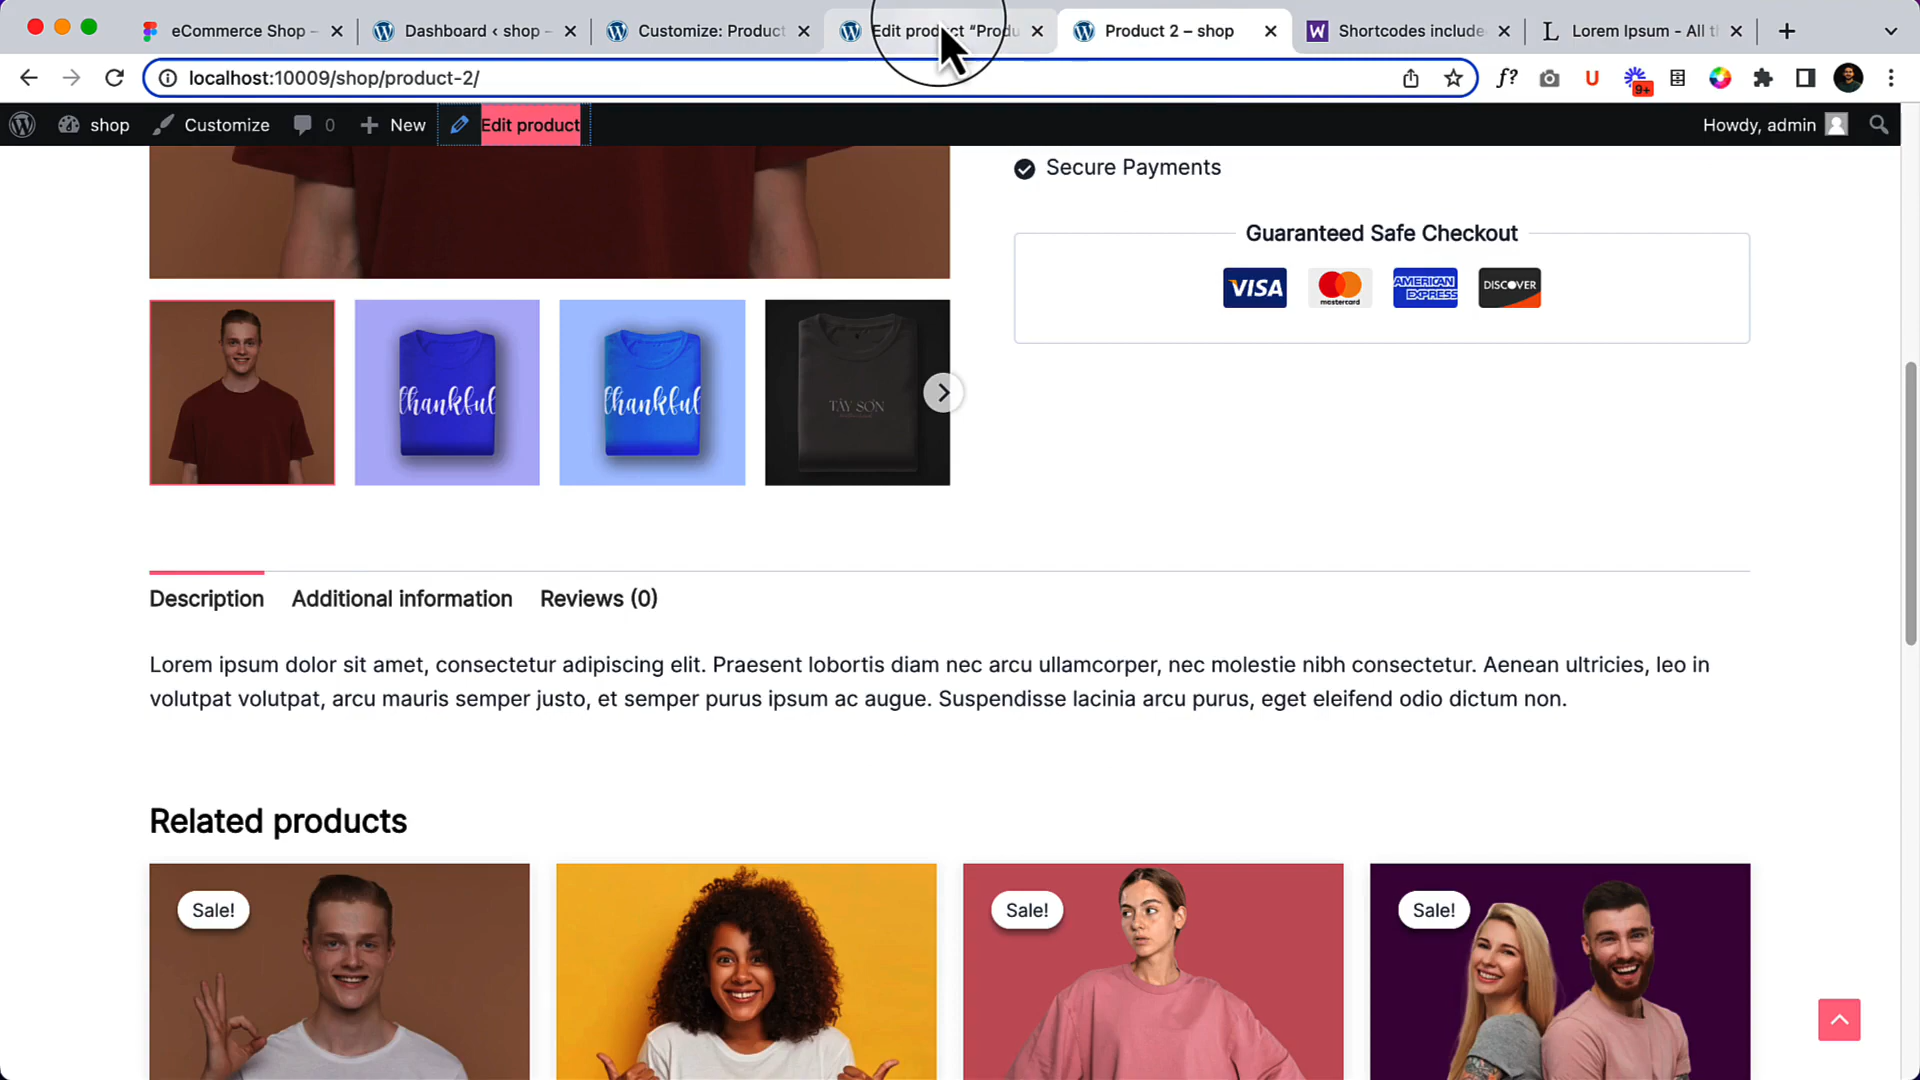 eCommerce Shop –
Dashboard ‹ shop –
Customize: Product
Edit product “Produ
Product 2 – shop
Shortcodes include
Lorem Ipsum - All t
localhost:10009/shop/product-2/
f?
U
9+
shop
Customize
0
New
Edit product
Howdy, admin
Secure Payments
Guaranteed Safe Checkout
VISA
mastercard
AMERICAN
EXPRESS
DISCOVER
thankful
thankful
TÂY SƠN
Description
Additional information
Reviews (0)
Lorem ipsum dolor sit amet, consectetur adipiscing elit. Praesent lobortis diam nec arcu ullamcorper, nec molestie nibh consectetur. Aenean ultricies, leo in
volutpat volutpat, arcu mauris semper justo, et semper purus ipsum ac augue. Suspendisse lacinia arcu purus, eget eleifend odio dictum non.
Related products
Sale!
Sale!
Sale!